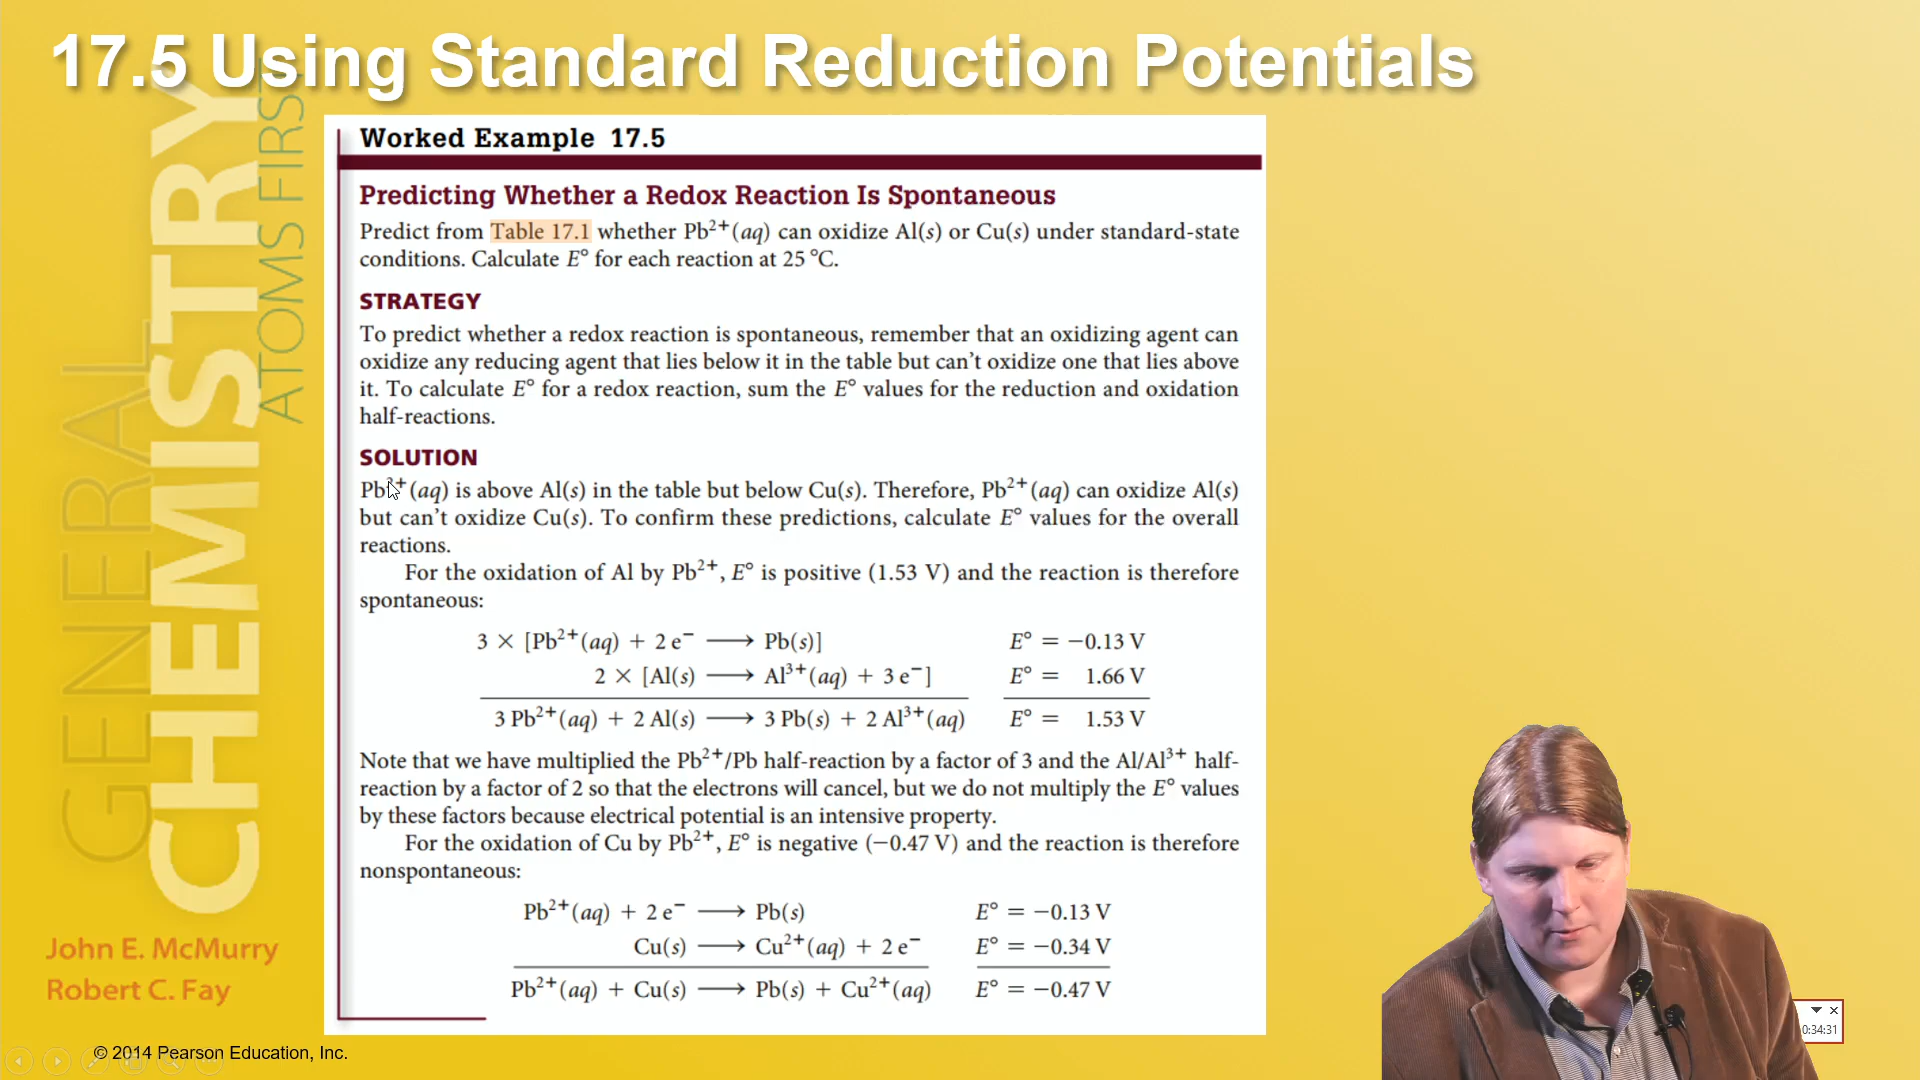 17.5 Using Standard Reduction Potentials
GENERAL
CHEMISTRY
ATOMS FIRST
John E. McMurry
Robert C. Fay
Worked Example 17.5
Predicting Whether a Redox Reaction Is Spontaneous
Predict from Table 17.1 whether Pb²⁺(aq) can oxidize Al(s) or Cu(s) under standard-state
conditions. Calculate E° for each reaction at 25 °C.
STRATEGY
To predict whether a redox reaction is spontaneous, remember that an oxidizing agent can
oxidize any reducing agent that lies below it in the table but can't oxidize one that lies above
it. To calculate E° for a redox reaction, sum the E° values for the reduction and oxidation
half-reactions.
SOLUTION
Pb²⁺(aq) is above Al(s) in the table but below Cu(s). Therefore, Pb²⁺(aq) can oxidize Al(s)
but can't oxidize Cu(s). To confirm these predictions, calculate E° values for the overall
reactions.
For the oxidation of Al by Pb²⁺, E° is positive (1.53 V) and the reaction is therefore
spontaneous:
3 × [Pb²⁺(aq) + 2 e⁻ ⟶ Pb(s)] E° = −0.13 V
2 × [Al(s) ⟶ Al³⁺(aq) + 3 e⁻] E° = 1.66 V
3 Pb²⁺(aq) + 2 Al(s) ⟶ 3 Pb(s) + 2 Al³⁺(aq) E° = 1.53 V
Note that we have multiplied the Pb²⁺/Pb half-reaction by a factor of 3 and the Al/Al³⁺ half-
reaction by a factor of 2 so that the electrons will cancel, but we do not multiply the E° values
by these factors because electrical potential is an intensive property.
For the oxidation of Cu by Pb²⁺, E° is negative (−0.47 V) and the reaction is therefore
nonspontaneous:
Pb²⁺(aq) + 2 e⁻ ⟶ Pb(s) E° = −0.13 V
Cu(s) ⟶ Cu²⁺(aq) + 2 e⁻ E° = −0.34 V
Pb²⁺(aq) + Cu(s) ⟶ Pb(s) + Cu²⁺(aq) E° = −0.47 V
0:34:31
© 2014 Pearson Education, Inc.